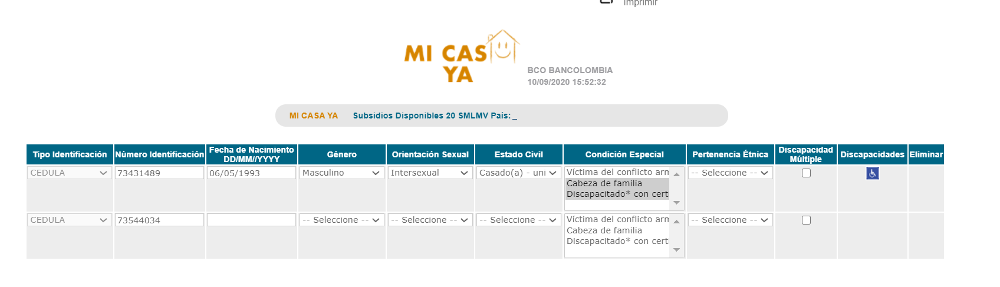 Imprimir
MI CASA
YA
BCO BANCOLOMBIA
10/09/2020 15:52:32
MI CASA YA Subsidios Disponibles 20 SMLMV País: _
Tipo Identificación Número Identificación Fecha de Nacimiento DD/MM//YYYY Género Orientación Sexual Estado Civil Condición Especial Pertenencia Étnica Discapacidad Múltiple Discapacidades Eliminar
CEDULA 73431489 06/05/1993 Masculino Intersexual Casado(a) - uni Víctima del conflicto arm -- Seleccione --
Cabeza de familia
Discapacitado* con certi
CEDULA 73544034 -- Seleccione -- -- Seleccione -- -- Seleccione -- Víctima del conflicto arm -- Seleccione --
Cabeza de familia
Discapacitado* con certi